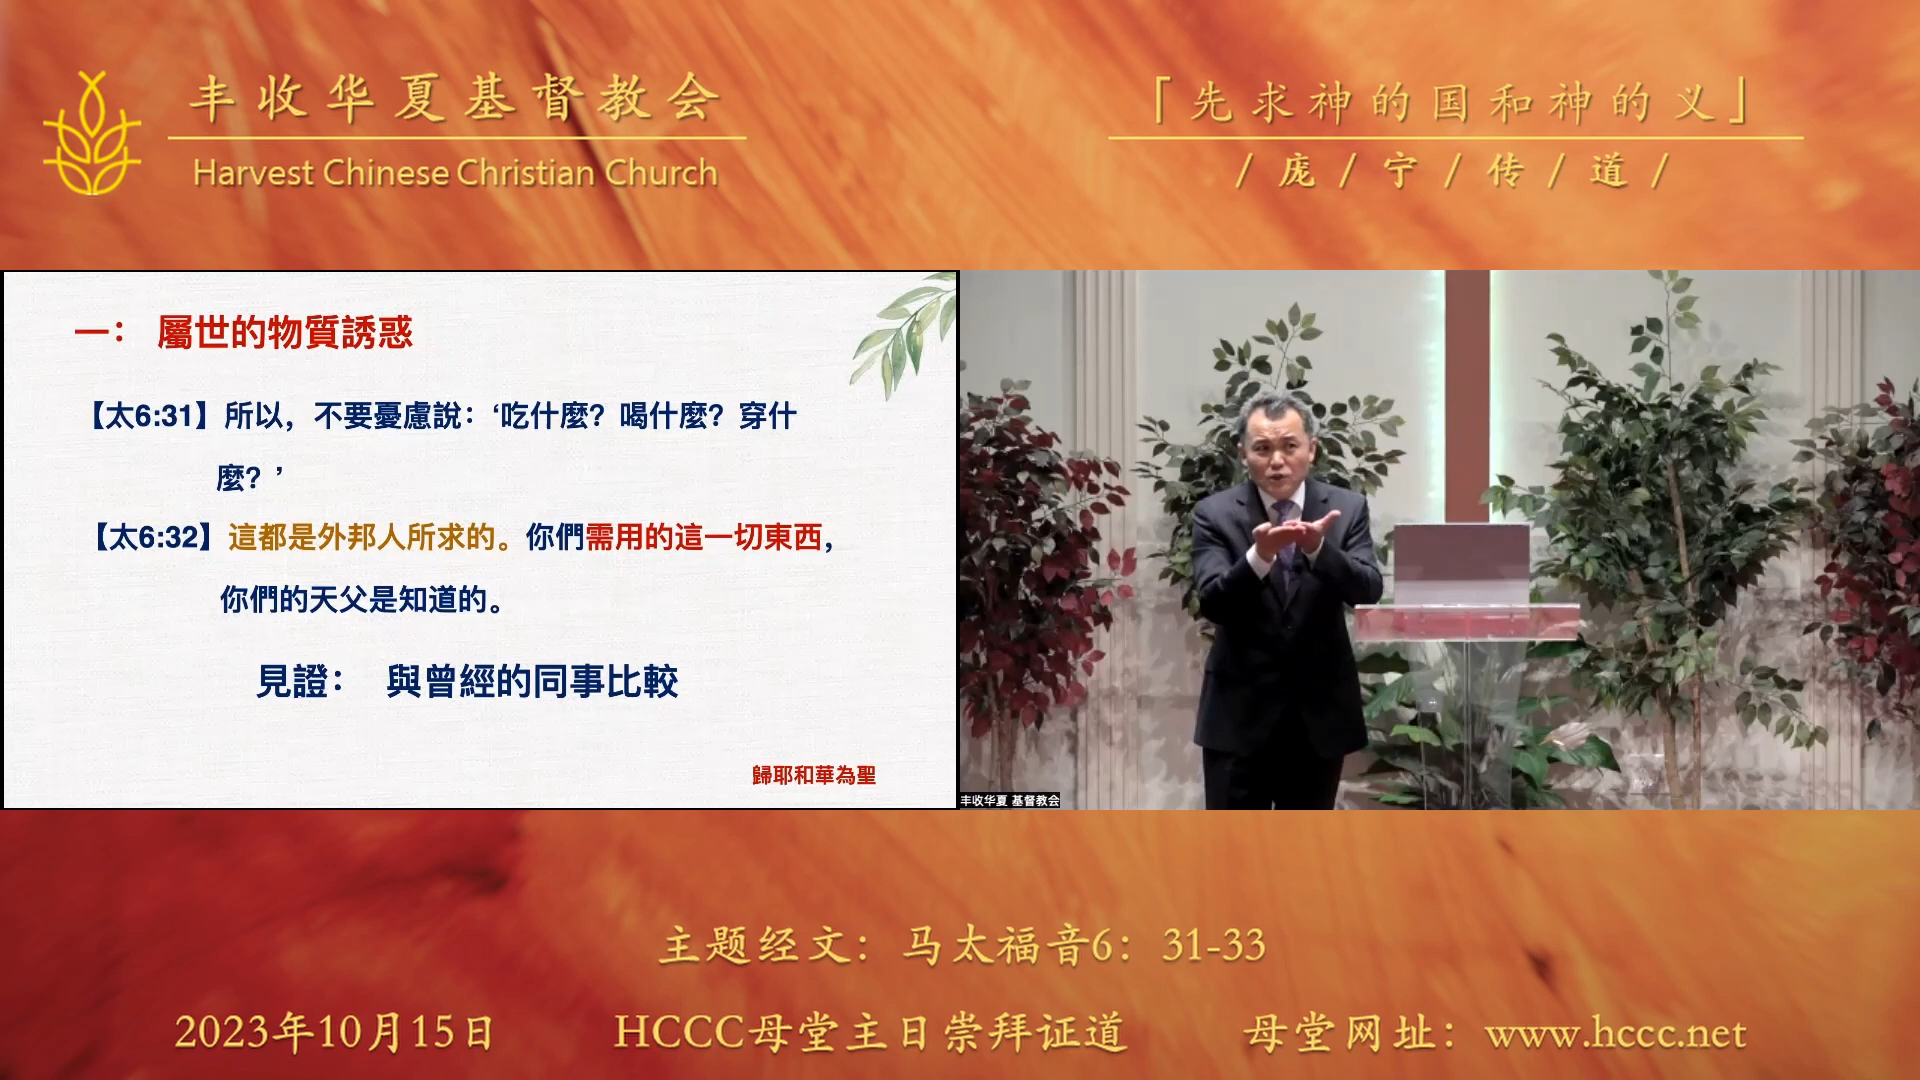 丰收华夏基督教会
Harvest Chinese Christian Church
「先求神的国和神的义」
/ 庞 / 宁 / 传 / 道 /
一： 屬世的物質誘惑
【太6:31】所以，不要憂慮說：‘吃什麼？喝什麼？穿什
麼？’
【太6:32】這都是外邦人所求的。你們需用的這一切東西，
你們的天父是知道的。
見證： 與曾經的同事比較
歸耶和華為聖
丰收华夏 基督教会
主题经文：马太福音6：31-33
2023年10月15日 HCCC母堂主日崇拜证道 母堂网址：www.hccc.net